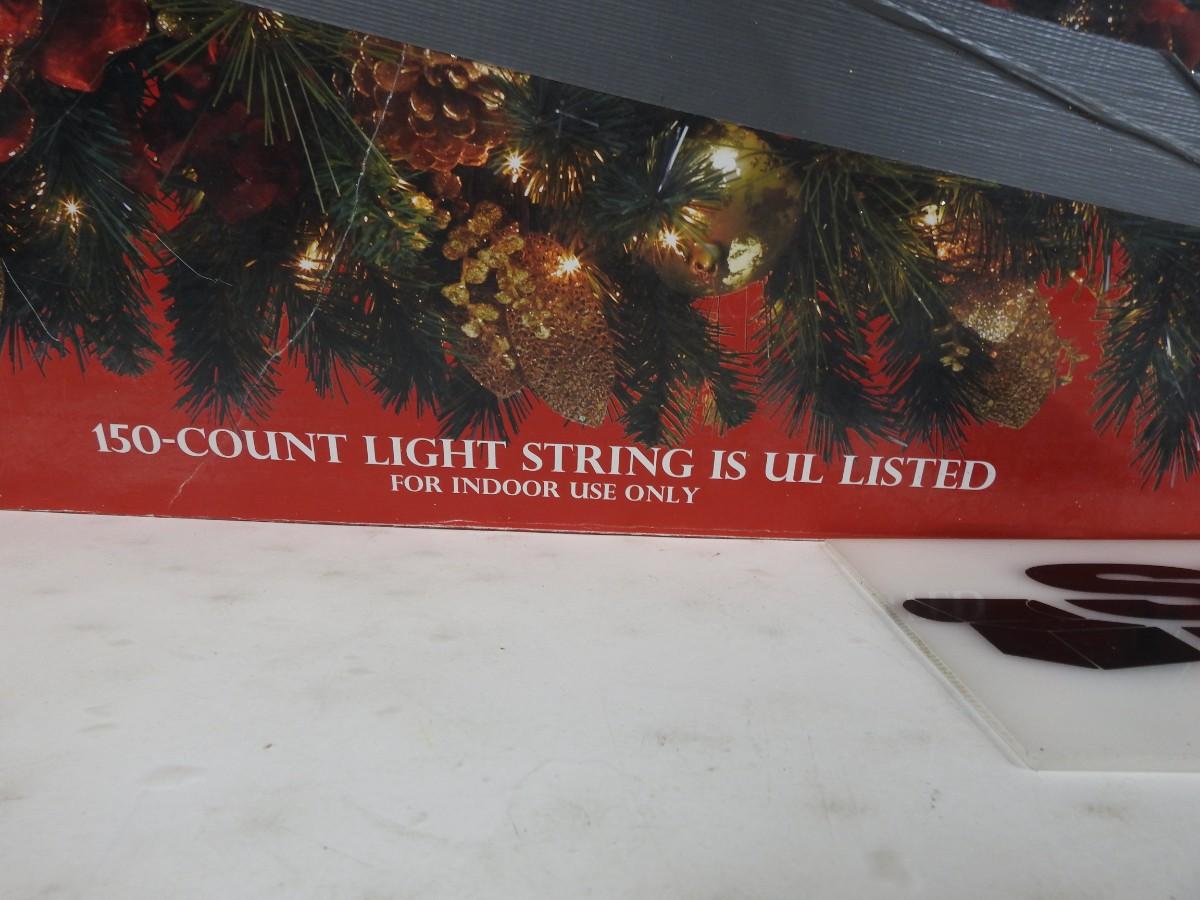 150-COUNT LIGHT STRING IS UL LISTED
FOR INDOOR USE ONLY